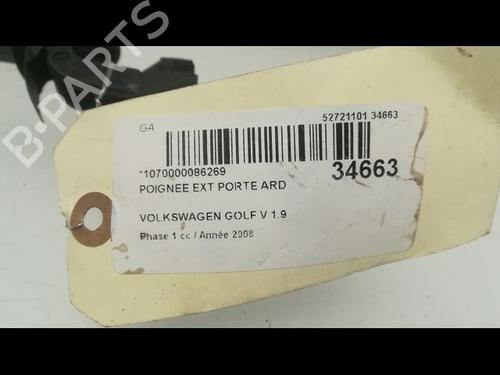 B-PARTS
GA
52721101 34663
*1070000086269
34663
POIGNEE EXT PORTE ARD
VOLKSWAGEN GOLF V 1.9
Phase 1 cc / Année 2008